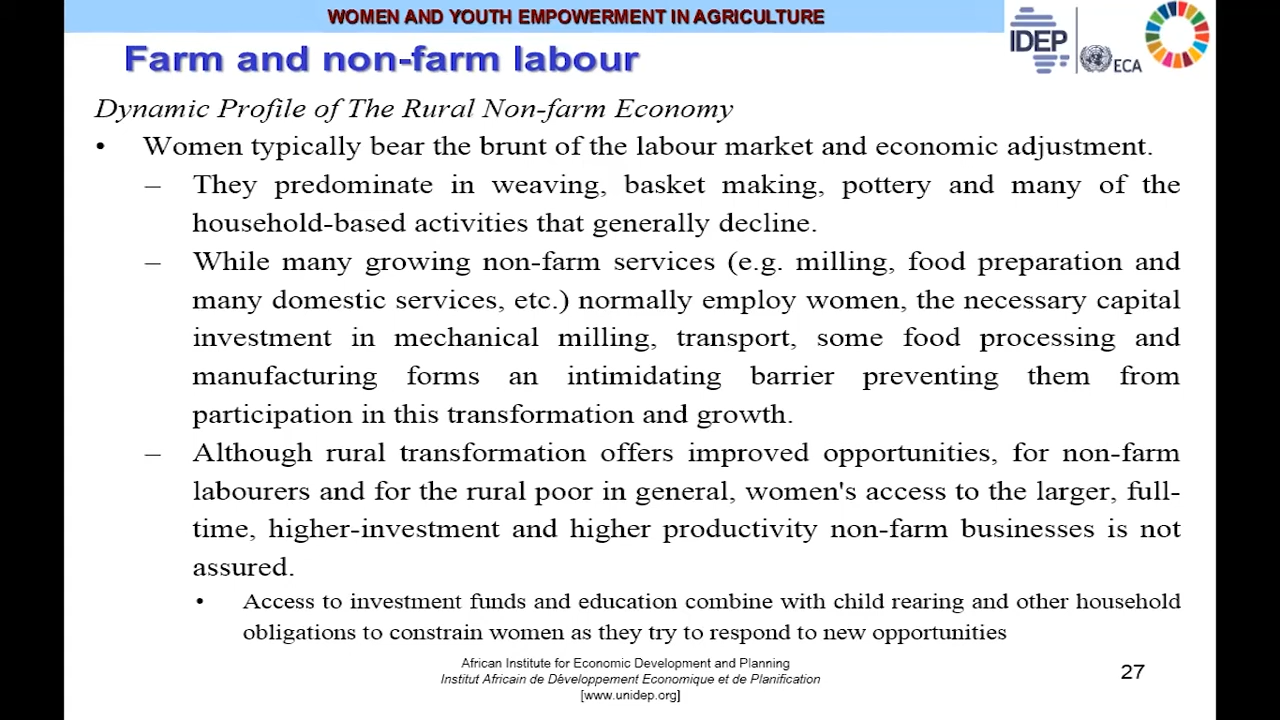 WOMEN AND YOUTH EMPOWERMENT IN AGRICULTURE
IDEP
ECA
Farm and non-farm labour
Dynamic Profile of The Rural Non-farm Economy
• Women typically bear the brunt of the labour market and economic adjustment.
– They predominate in weaving, basket making, pottery and many of the
household-based activities that generally decline.
– While many growing non-farm services (e.g. milling, food preparation and
many domestic services, etc.) normally employ women, the necessary capital
investment in mechanical milling, transport, some food processing and
manufacturing forms an intimidating barrier preventing them from
participation in this transformation and growth.
– Although rural transformation offers improved opportunities, for non-farm
labourers and for the rural poor in general, women's access to the larger, full-
time, higher-investment and higher productivity non-farm businesses is not
assured.
• Access to investment funds and education combine with child rearing and other household
obligations to constrain women as they try to respond to new opportunities
African Institute for Economic Development and Planning
Institut Africain de Développement Economique et de Planification
[www.unidep.org]
27